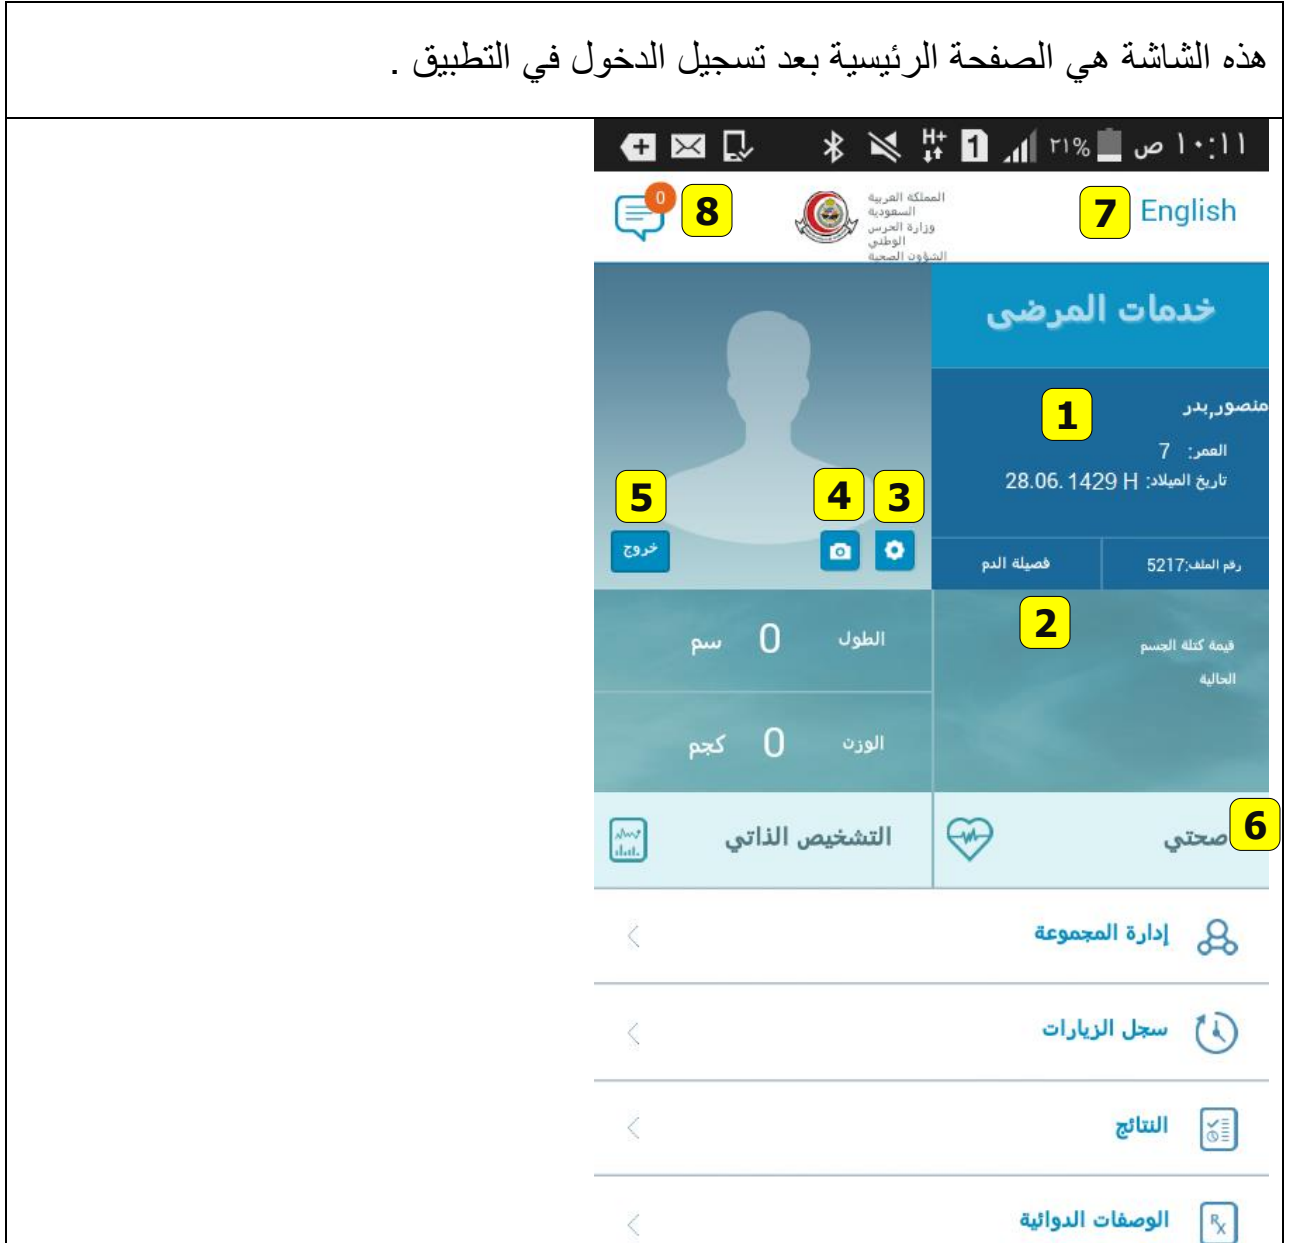 هذه الشاشة هي الصفحة الرئيسية بعد تسجيل الدخول في التطبيق .
١٠:١١ ص ٢١% 1 H+
English 7
المملكة العربية
السعودية
وزارة الحرس
الوطني
الشؤون الصحية
8 0
خدمات المرضى
منصور,بدر 1
العمر: 7
تاريخ الميلاد: 28.06.1429 H
رقم الملف:5217 فصيلة الدم
3 4 5
خروج
2
قيمة كتلة الجسم
الحالية
الطول 0 سم
الوزن 0 كجم
6
صحتي التشخيص الذاتي
إدارة المجموعة
سجل الزيارات
النتائج
الوصفات الدوائية